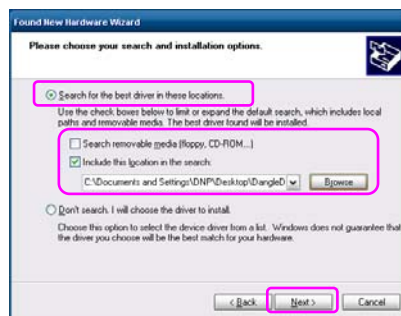 Found New Hardware Wizard
Please choose your search and installation options.
Search for the best driver in these locations.
Use the check boxes below to limit or expand the default search, which includes local
paths and removable media. The best driver found will be installed.
Search removable media (floppy, CD-ROM...)
Include this location in the search:
C:\Documents and Settings\DNP\Desktop\DangleD
Browse
Don't search. I will choose the driver to install.
Choose this option to select the device driver from a list. Windows does not guarantee that
the driver you choose will be the best match for your hardware.
< Back
Next >
Cancel